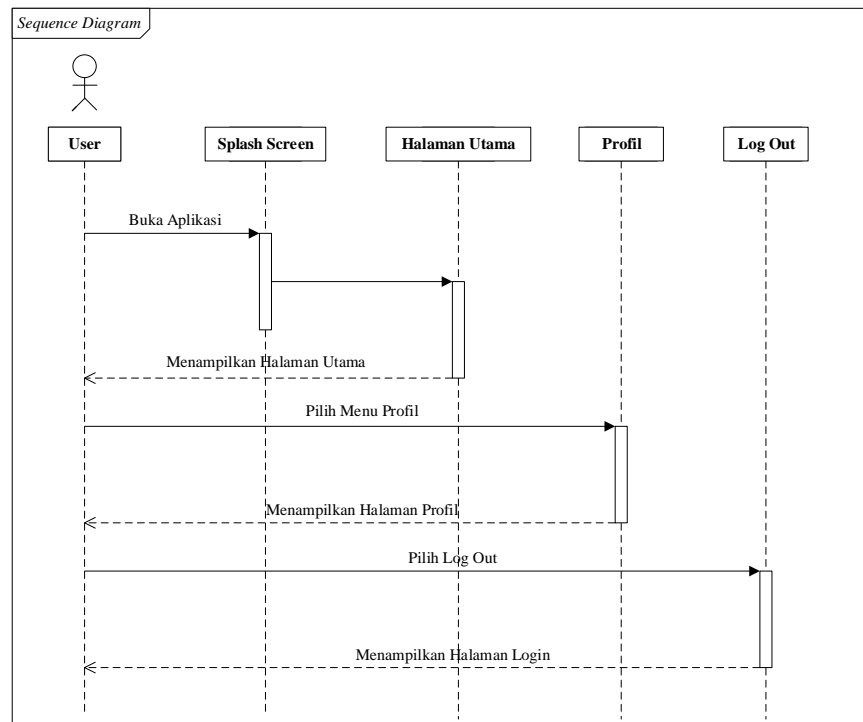 Sequence Diagram
User
Splash Screen
Halaman Utama
Profil
Log Out
Buka Aplikasi
Menampilkan Halaman Utama
Pilih Menu Profil
Menampilkan Halaman Profil
Pilih Log Out
Menampilkan Halaman Login